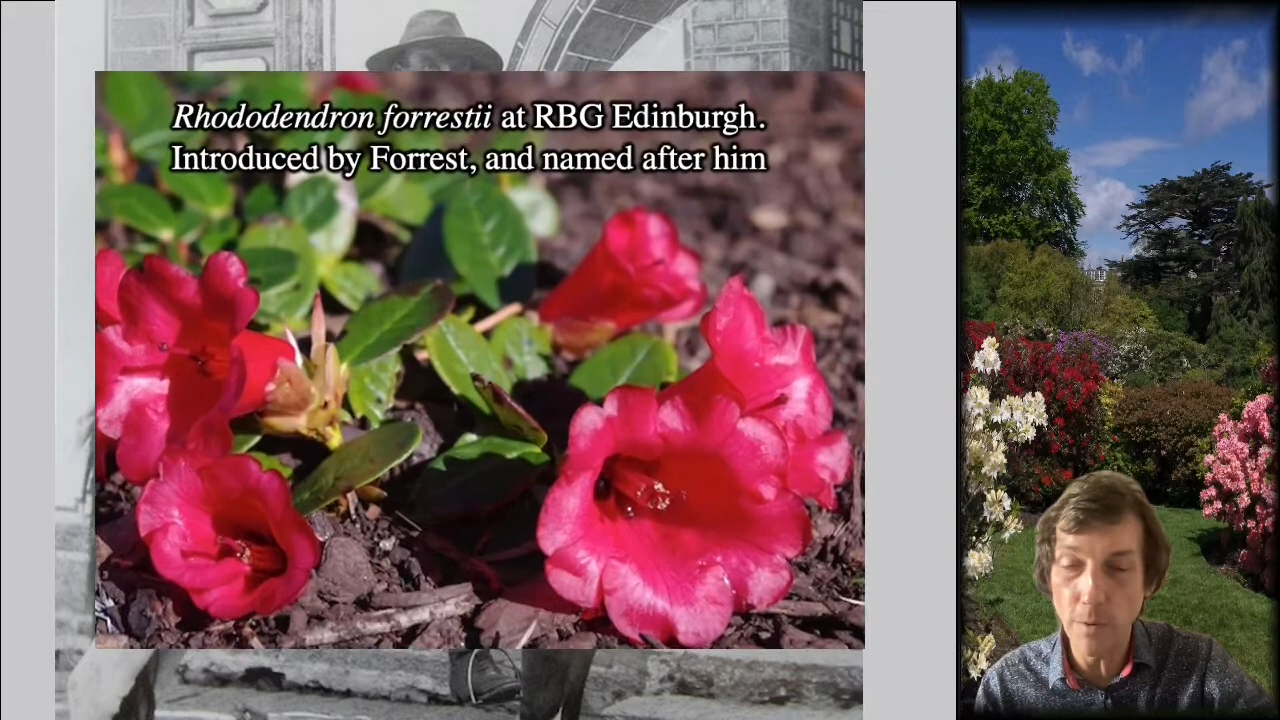 Rhododendron forrestii at RBG Edinburgh.
Introduced by Forrest, and named after him